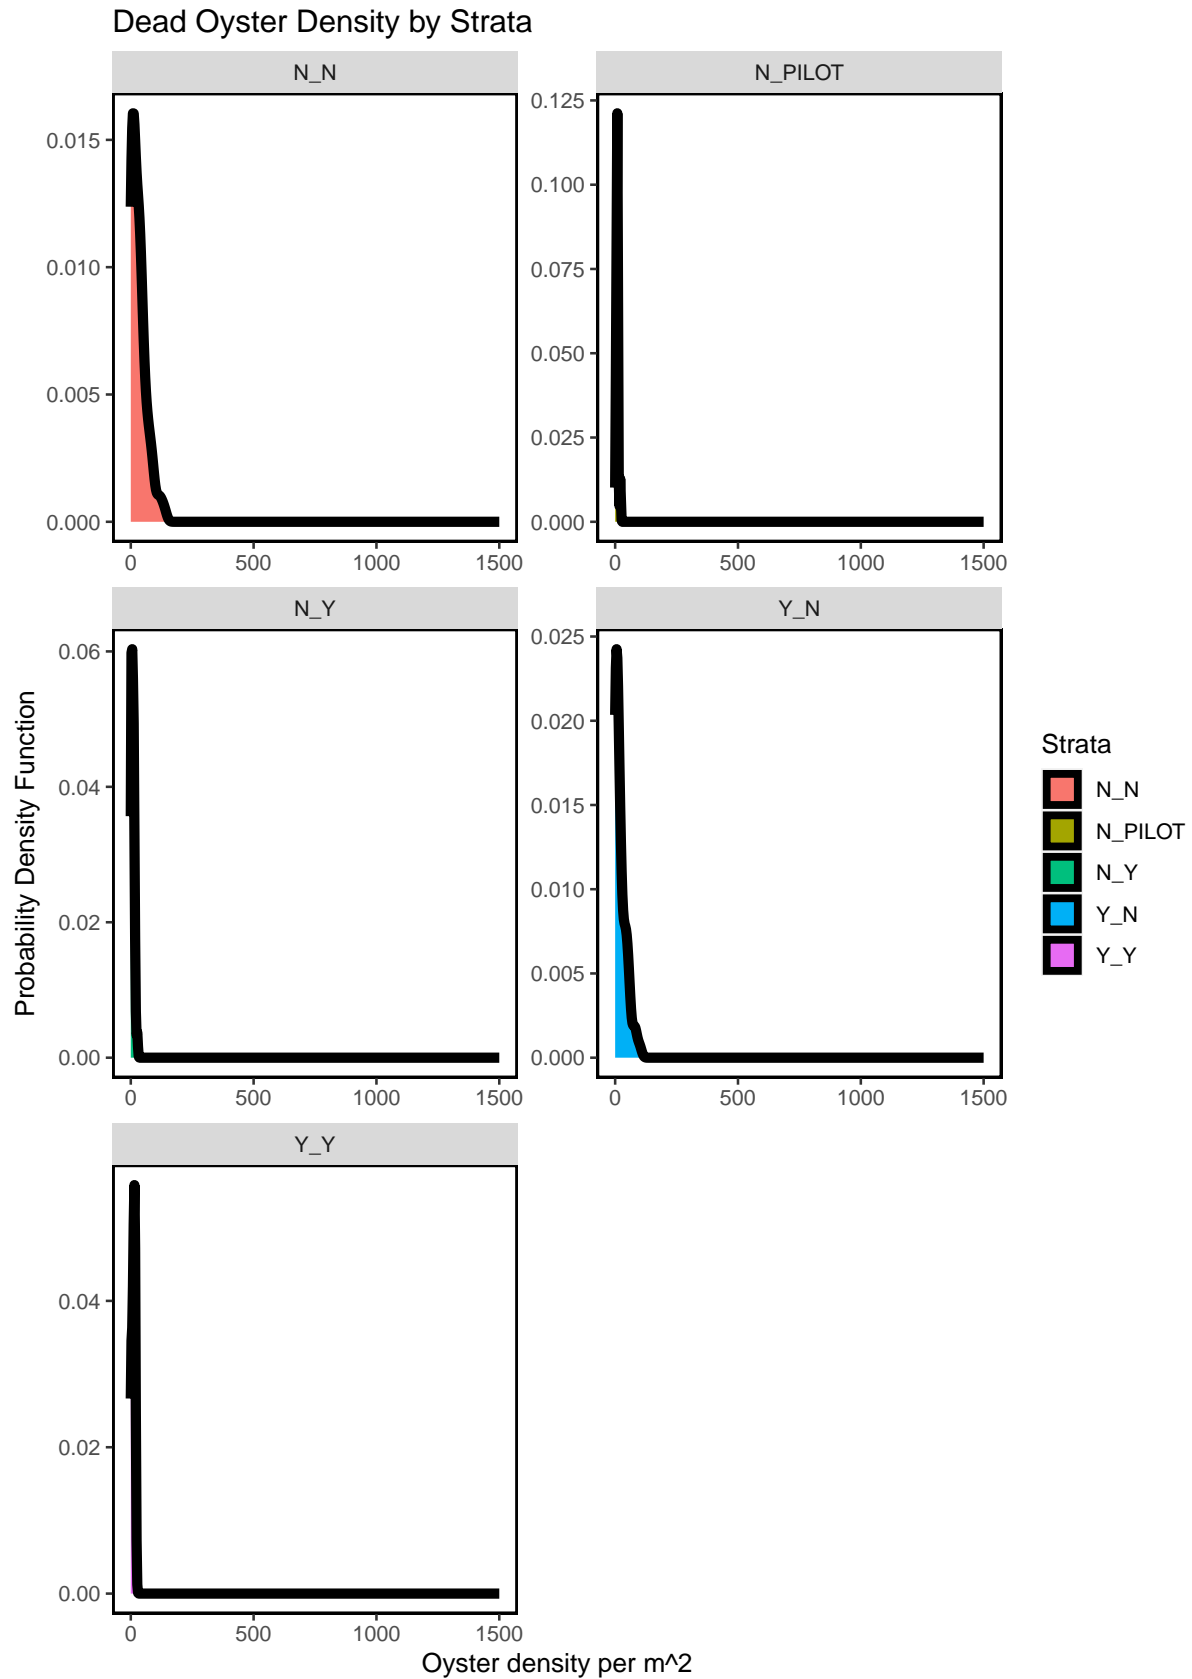 Dead Oyster Density by Strata
N_N
N_PILOT
0.015
0.010
0.005
0.000
0.125
0.100
0.075
0.050
0.025
0.000
0 500 1000 1500
0 500 1000 1500
N_Y
Y_N
Probability Density Function
0.06
0.04
0.02
0.00
0.025
0.020
0.015
0.010
0.005
0.000
0 500 1000 1500
0 500 1000 1500
Y_Y
0.04
0.02
0.00
0 500 1000 1500
Oyster density per m^2
Strata
N_N
N_PILOT
N_Y
Y_N
Y_Y